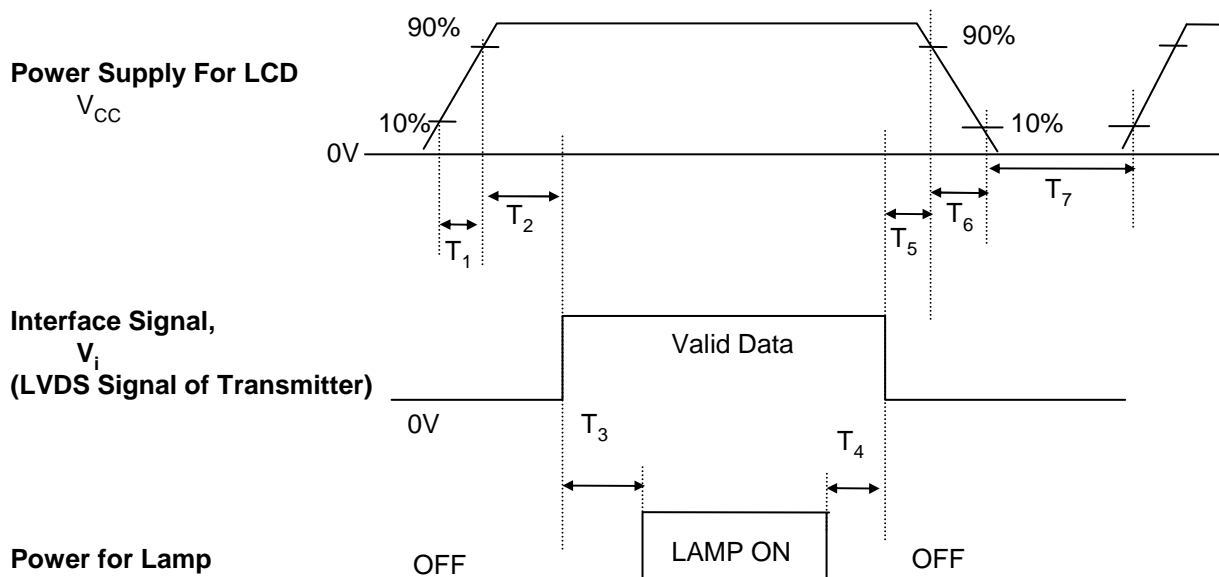 90%
90%
Power Supply For LCD
VCC
10%
10%
0V
T1
T2
T5
T6
T7
Interface Signal,
Vi
(LVDS Signal of Transmitter)
Valid Data
0V
T3
T4
Power for Lamp
OFF
LAMP ON
OFF